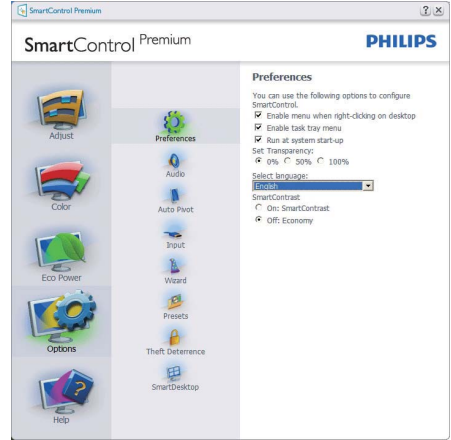 SmartControl Premium
SmartControl Premium
PHILIPS
Adjust
Color
Eco Power
Options
Help
Preferences
Audio
Auto Pivot
Input
Wizard
Presets
Theft Deterrence
SmartDesktop
Preferences
You can use the following options to configure
SmartControl.
Enable menu when right-clicking on desktop
Enable task tray menu
Run at system start-up
Set Transparency:
0% 50% 100%
Select language:
English
SmartContrast
On: SmartContrast
Off: Economy